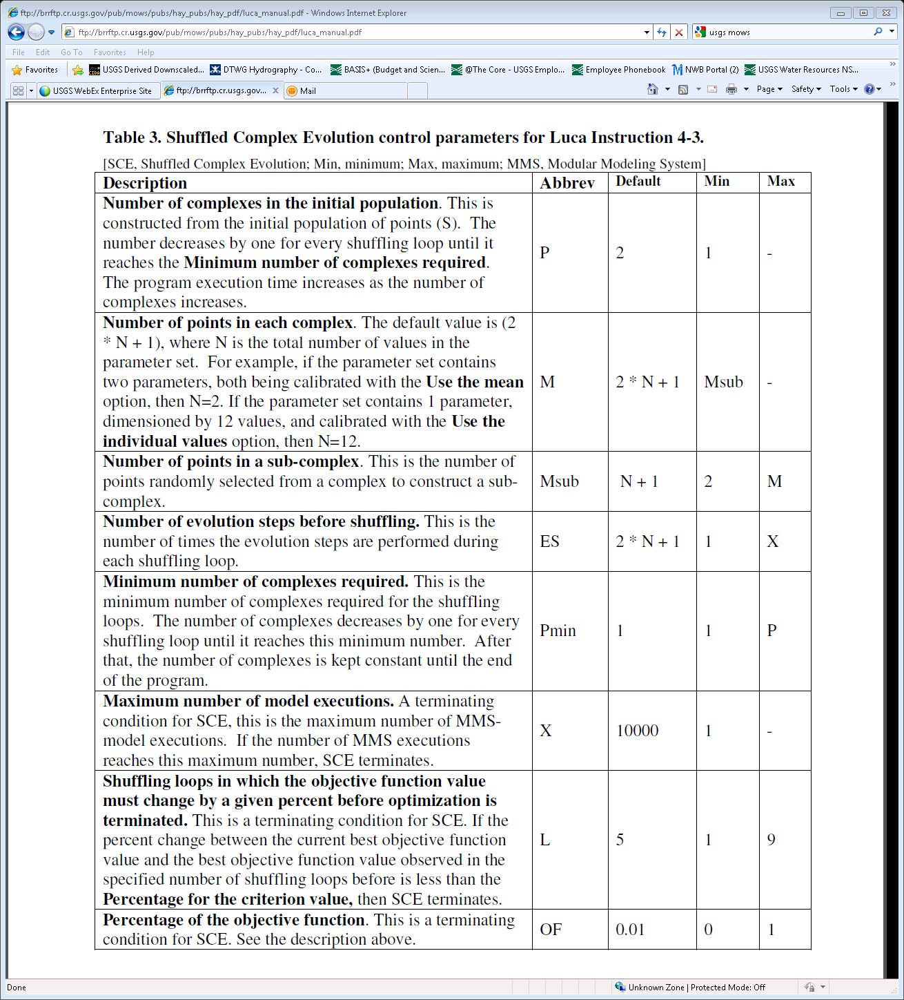 ftp://brrftp.cr.usgs.gov/pub/mows/pubs/hay_pubs/hay_pdf/luca_manual.pdf - Windows Internet Explorer
ftp://brrftp.cr.usgs.gov/pub/mows/pubs/hay_pubs/hay_pdf/luca_manual.pdf
usgs mows
File Edit Go To Favorites Help
Favorites USGS Derived Downscaled... DTWG Hydrography - Co... BASIS+ (Budget and Scien... @The Core - USGS Emplo... Employee Phonebook NWB Portal (2) USGS Water Resources NS...
USGS WebEx Enterprise Site ftp://brrftp.cr.usgs.gov... Mail Page Safety Tools
Table 3. Shuffled Complex Evolution control parameters for Luca Instruction 4-3.
[SCE, Shuffled Complex Evolution; Min, minimum; Max, maximum; MMS, Modular Modeling System]
Description Abbrev Default Min Max
Number of complexes in the initial population. This is
constructed from the initial population of points (S). The
number decreases by one for every shuffling loop until it
reaches the Minimum number of complexes required.
The program execution time increases as the number of
complexes increases.
P 2 1 -
Number of points in each complex. The default value is (2
* N + 1), where N is the total number of values in the
parameter set. For example, if the parameter set contains
two parameters, both being calibrated with the Use the mean
option, then N=2. If the parameter set contains 1 parameter,
dimensioned by 12 values, and calibrated with the Use the
individual values option, then N=12.
M 2 * N + 1 Msub -
Number of points in a sub-complex. This is the number of
points randomly selected from a complex to construct a sub-
complex.
Msub N + 1 2 M
Number of evolution steps before shuffling. This is the
number of times the evolution steps are performed during
each shuffling loop.
ES 2 * N + 1 1 X
Minimum number of complexes required. This is the
minimum number of complexes required for the shuffling
loops. The number of complexes decreases by one for every
shuffling loop until it reaches this minimum number. After
that, the number of complexes is kept constant until the end
of the program.
Pmin 1 1 P
Maximum number of model executions. A terminating
condition for SCE, this is the maximum number of MMS-
model executions. If the number of MMS executions
reaches this maximum number, SCE terminates.
X 10000 1 -
Shuffling loops in which the objective function value
must change by a given percent before optimization is
terminated. This is a terminating condition for SCE. If the
percent change between the current best objective function
value and the best objective function value observed in the
specified number of shuffling loops before is less than the
Percentage for the criterion value, then SCE terminates.
L 5 1 9
Percentage of the objective function. This is a terminating
condition for SCE. See the description above.
OF 0.01 0 1
Done Unknown Zone | Protected Mode: Off